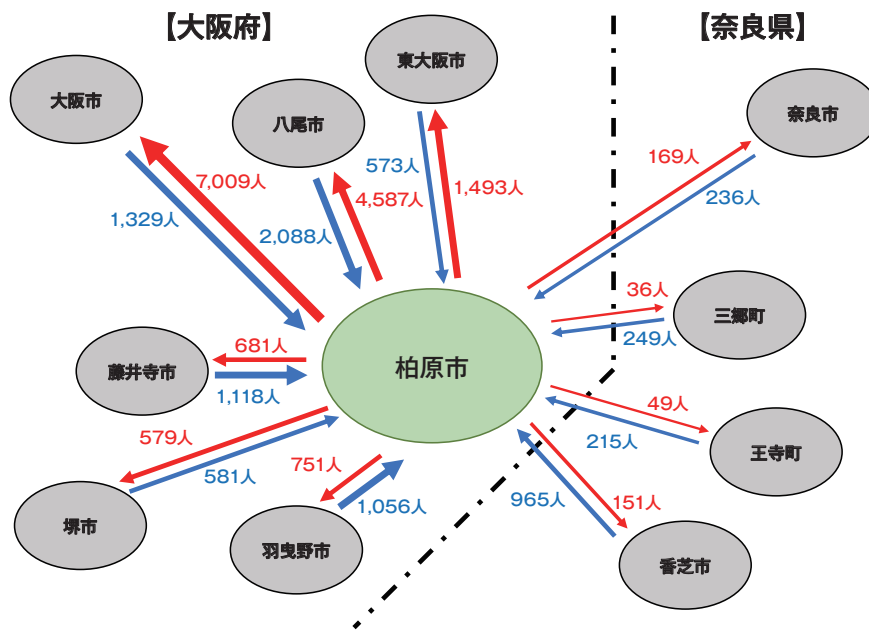 【大阪府】
【奈良県】
大阪市
八尾市
東大阪市
奈良市
7,009人
1,329人
4,587人
2,088人
573人
1,493人
169人
236人
36人
249人
三郷町
681人
1,118人
藤井寺市
柏原市
49人
215人
王寺町
579人
581人
堺市
751人
1,056人
羽曳野市
965人
151人
香芝市